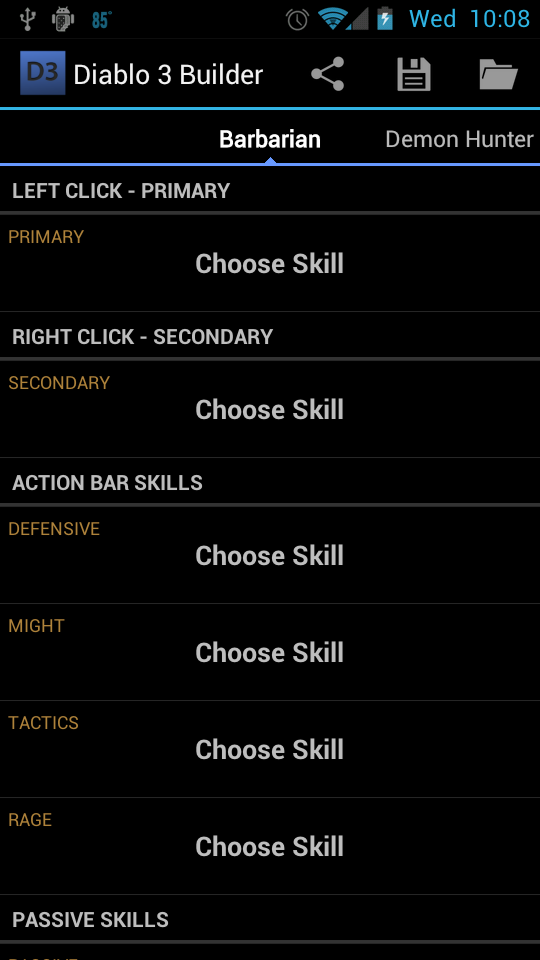 85°
Wed 10:08
D3 Diablo 3 Builder
Barbarian Demon Hunter
LEFT CLICK - PRIMARY
PRIMARY
Choose Skill
RIGHT CLICK - SECONDARY
SECONDARY
Choose Skill
ACTION BAR SKILLS
DEFENSIVE
Choose Skill
MIGHT
Choose Skill
TACTICS
Choose Skill
RAGE
Choose Skill
PASSIVE SKILLS